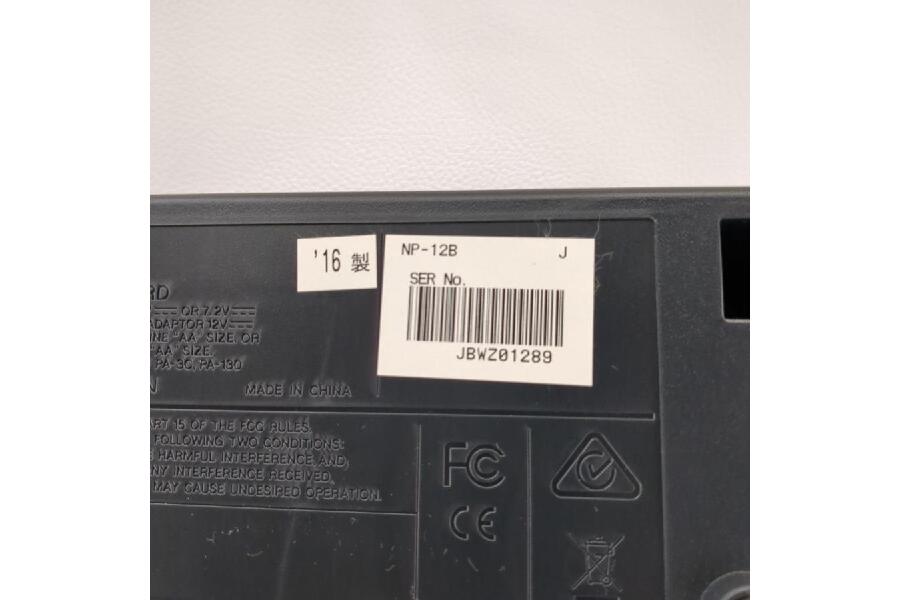 '16 製
NP-12B J
SER No.
JBWZ01289
RD
OR 7.2V
ADAPTOR 12V
INE "AA" SIZE, OR
"AA" SIZE.
PA-3C, PA-130
N
MADE IN CHINA
ART 15 OF THE FCC RULES.
FOLLOWING TWO CONDITIONS:
HARMFUL INTERFERENCE, AND,
NY INTERFERENCE RECEIVED,
MAY CAUSE UNDESIRED OPERATION.
FC
CE